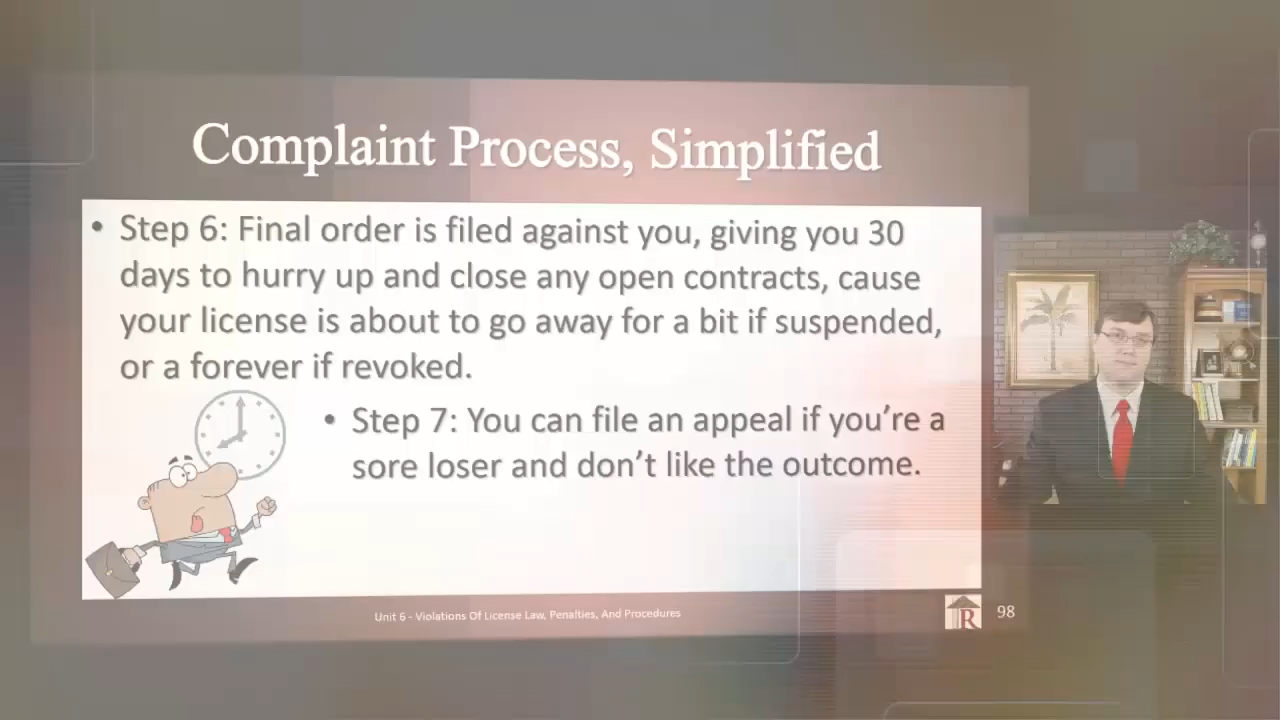 Complaint Process, Simplified
• Step 6: Final order is filed against you, giving you 30
days to hurry up and close any open contracts, cause
your license is about to go away for a bit if suspended,
or a forever if revoked.
• Step 7: You can file an appeal if you’re a
sore loser and don’t like the outcome.
Unit 6 - Violations Of License Law, Penalties, And Procedures
R
98